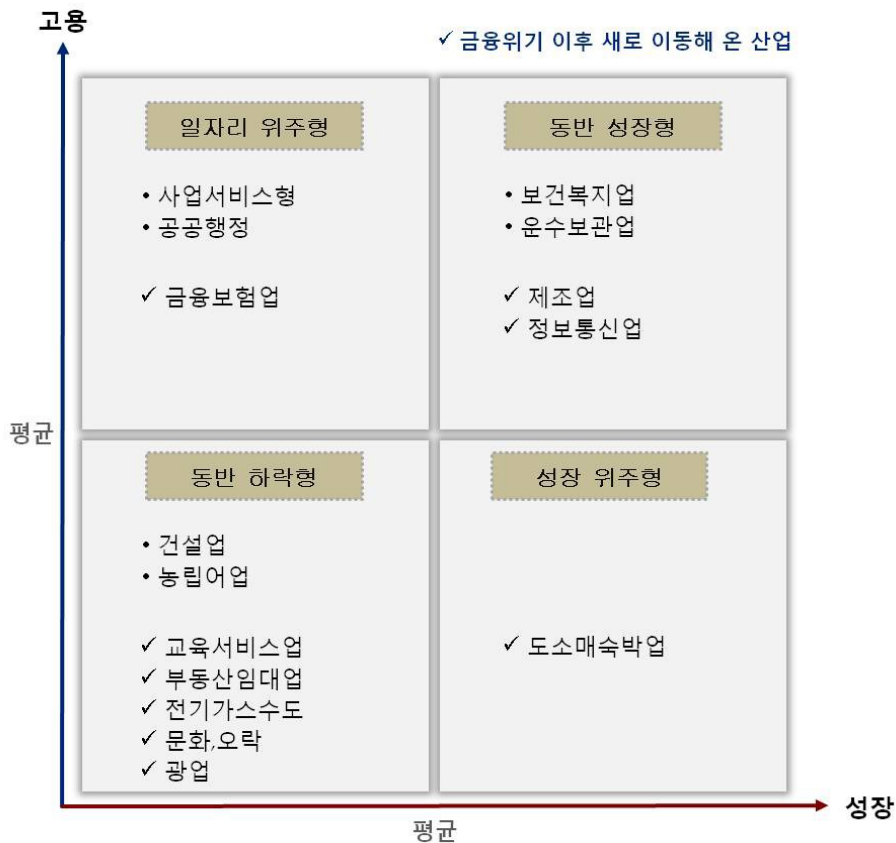 고용
✓ 금융위기 이후 새로 이동해 온 산업
일자리 위주형
• 사업서비스형
• 공공행정
✓ 금융보험업
동반 성장형
• 보건복지업
• 운수보관업
✓ 제조업
✓ 정보통신업
평균
동반 하락형
• 건설업
• 농립어업
✓ 교육서비스업
✓ 부동산임대업
✓ 전기가스수도
✓ 문화,오락
✓ 광업
성장 위주형
✓ 도소매숙박업
성장
평균